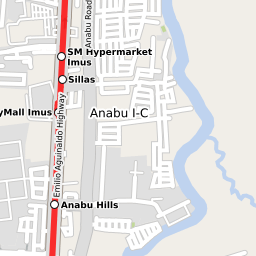 Anabu Road
SM Hypermarket
Imus
Sillas
yMall Imus
Anabu I-C
Emilio Aguinaldo Highway
Anabu Hills